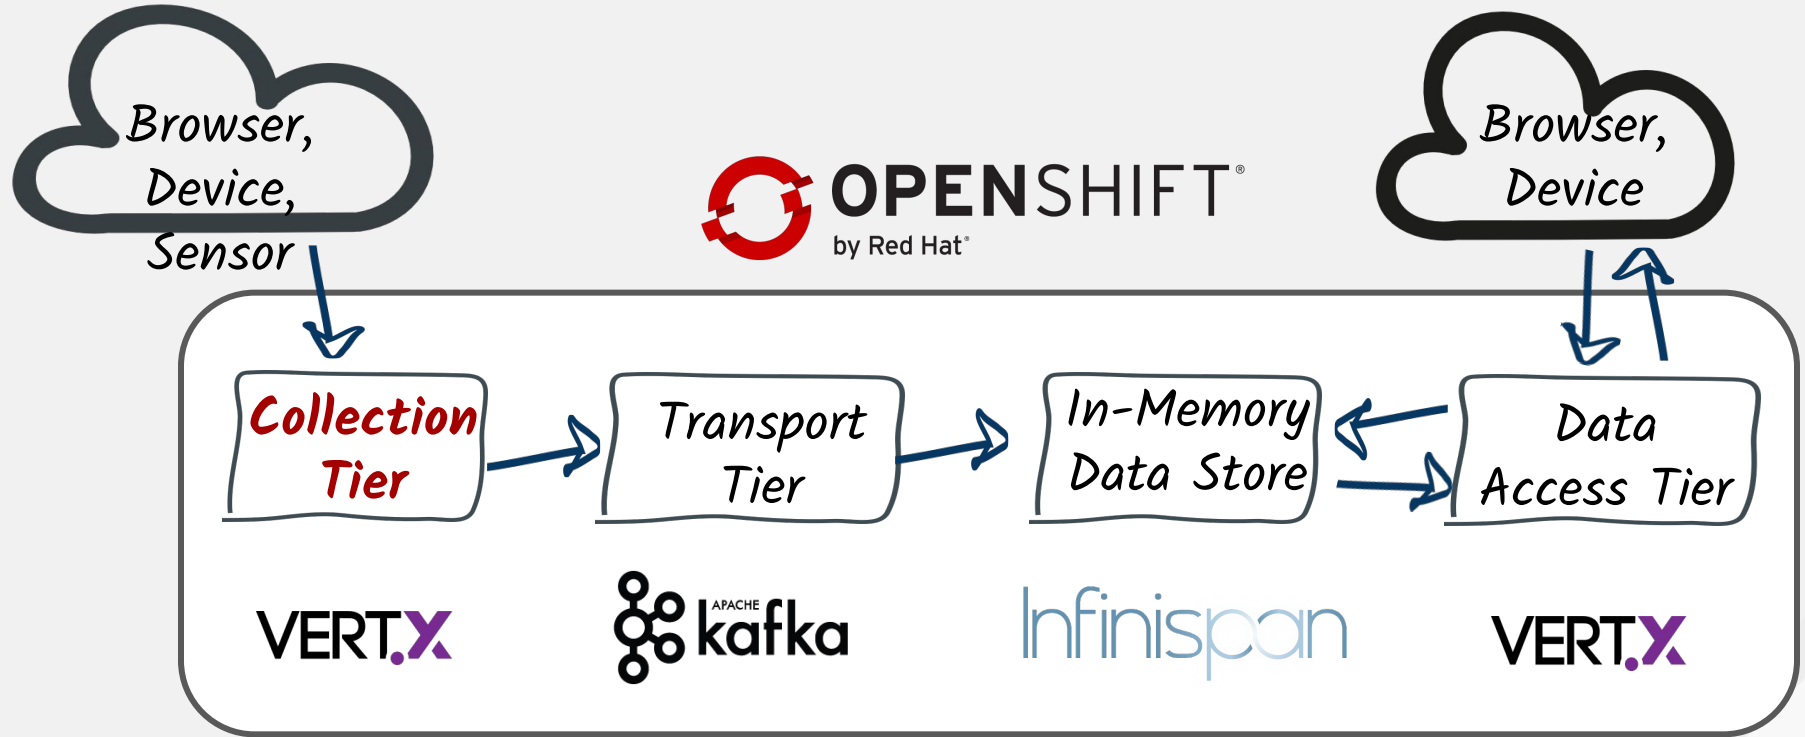 Browser,
Device,
Sensor
OPENSHIFT®
by Red Hat®
Browser,
Device
Collection
Tier
Transport
Tier
In-Memory
Data Store
Data
Access Tier
VERT.X
APACHE
kafka
Infinispan
VERT.X